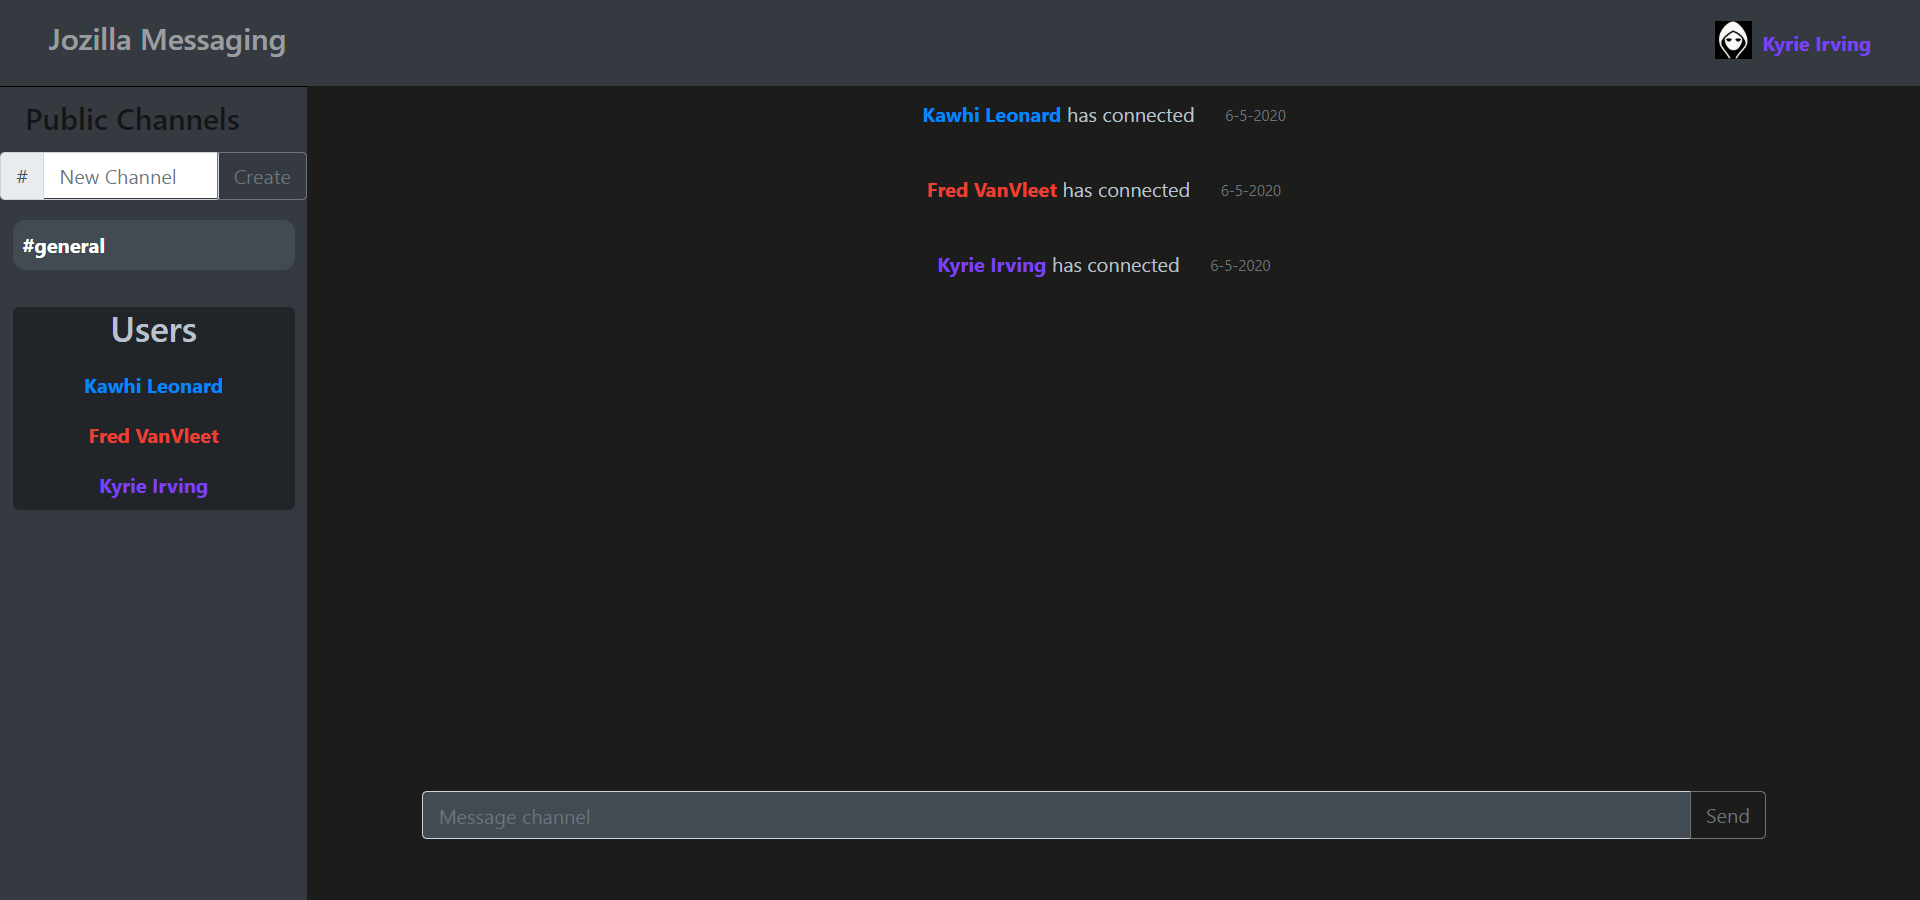 Jozilla Messaging
Kyrie Irving
Public Channels
# New Channel Create
#general
Users
Kawhi Leonard
Fred VanVleet
Kyrie Irving
Kawhi Leonard has connected 6-5-2020
Fred VanVleet has connected 6-5-2020
Kyrie Irving has connected 6-5-2020
Message channel Send